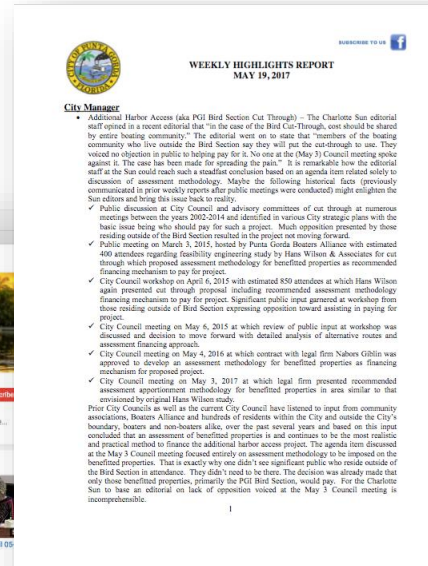 SUBSCRIBE TO US
WEEKLY HIGHLIGHTS REPORT
MAY 19, 2017
CITY OF PUNTA GORDA
FLORIDA
City Manager
• Additional Harbor Access (aka PGI Bird Section Cut Through) – The Charlotte Sun editorial
staff opined in a recent editorial that "in the case of the Bird Cut-Through, cost should be shared
by entire boating community." The editorial went on to state that "members of the boating
community who live outside the Bird Section say they will put the cut-through to use. They
voiced no objection in public to helping pay for it. No one at the (May 3) Council meeting spoke
against it. The case has been made for spreading the pain." It is remarkable how the editorial
staff at the Sun could reach such a steadfast conclusion based on an agenda item related solely to
discussion of assessment methodology. Maybe the following historical facts (previously
communicated in prior weekly reports after public meetings were conducted) might enlighten the
Sun editors and bring this issue back to reality.
✓ Public discussion at City Council and advisory committees of cut through at numerous
meetings between the years 2002-2014 and identified in various City strategic plans with the
basic issue being who should pay for such a project. Much opposition presented by those
residing outside of Bird Section resulted in the project not moving forward.
✓ Public meeting on March 3, 2015, hosted by Punta Gorda Boaters Alliance with estimated
400 attendees regarding feasibility engineering study by Hans Wilson & Associates for cut
through which proposed assessment methodology for benefitted properties as recommended
financing mechanism to pay for project.
✓ City Council workshop on April 6, 2015 with estimated 850 attendees at which Hans Wilson
again presented cut through proposal including recommended assessment methodology
financing mechanism to pay for project. Significant public input garnered at workshop from
those residing outside of Bird Section expressing opposition toward assisting in paying for
project.
✓ City Council meeting on May 6, 2015 at which review of public input at workshop was
discussed and decision to move forward with detailed analysis of alternative routes and
assessment financing approach.
✓ City Council meeting on May 4, 2016 at which contract with legal firm Nabors Giblin was
approved to develop an assessment methodology for benefitted properties as financing
mechanism for proposed project.
✓ City Council meeting on May 3, 2017 at which legal firm presented recommended
assessment apportionment methodology for benefitted properties in area similar to that
envisioned by original Hans Wilson study.
Prior City Councils as well as the current City Council have listened to input from community
associations, Boaters Alliance and hundreds of residents within the City and outside the City's
boundary, boaters and non-boaters alike, over the past several years and based on this input
concluded that an assessment of benefitted properties is and continues to be the most realistic
and practical method to finance the additional harbor access project. The agenda item discussed
at the May 3 Council meeting focused entirely on assessment methodology to be imposed on the
benefitted properties. That is exactly why one didn't see significant public who reside outside of
the Bird Section in attendance. They didn't need to be there. The decision was already made that
only those benefitted properties, primarily the PGI Bird Section, would pay. For the Charlotte
Sun to base an editorial on lack of opposition voiced at the May 3 Council meeting is
incomprehensible.
1